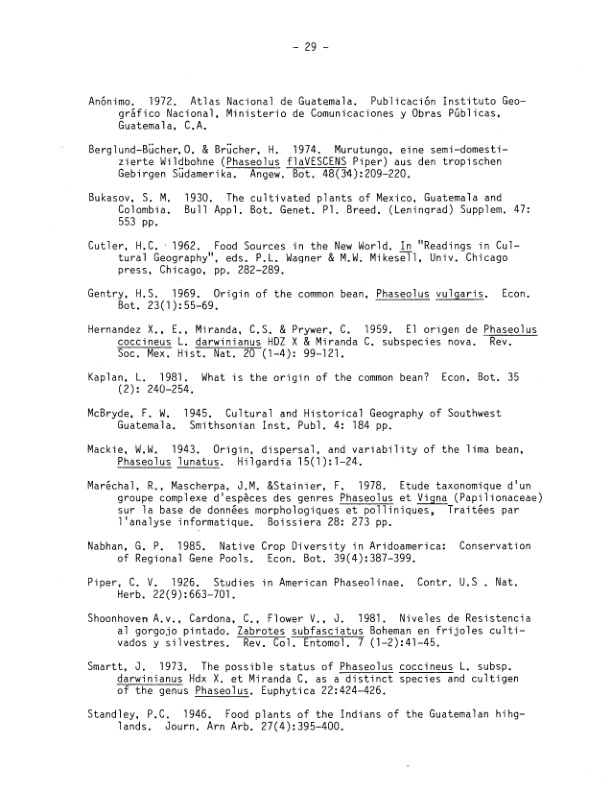 - 29 -
Anónimo. 1972. Atlas Nacional de Guatemala. Publicación Instituto Geo-
gráfico Nacional, Ministerio de Comunicaciones y Obras Públicas,
Guatemala, C.A.
Berglund-Bücher,O. & Brücher, H. 1974. Murutungo, eine semi-domesti-
zierte Wildbohne (Phaseolus flaVESCENS Piper) aus den tropischen
Gebirgen Südamerika. Angew. Bot. 48(34):209-220.
Bukasov, S. M. 1930. The cultivated plants of Mexico, Guatemala and
Colombia. Bull Appl. Bot. Genet. Pl. Breed. (Leningrad) Supplem. 47:
553 pp.
Cutler, H.C. 1962. Food Sources in the New World. In "Readings in Cul-
tural Geography", eds. P.L. Wagner & M.W. Mikesell, Univ. Chicago
press, Chicago, pp. 282-289.
Gentry, H.S. 1969. Origin of the common bean, Phaseolus vulgaris. Econ.
Bot. 23(1):55-69.
Hernandez X., E., Miranda, C.S. & Prywer, C. 1959. El origen de Phaseolus
coccineus L. darwinianus HDZ X & Miranda C. subspecies nova. Rev.
Soc. Mex. Hist. Nat. 20 (1-4): 99-121.
Kaplan, L. 1981. What is the origin of the common bean? Econ. Bot. 35
(2): 240-254.
McBryde, F. W. 1945. Cultural and Historical Geography of Southwest
Guatemala. Smithsonian Inst. Publ. 4: 184 pp.
Mackie, W.W. 1943. Origin, dispersal, and variability of the lima bean,
Phaseolus lunatus. Hilgardia 15(1):1-24.
Maréchal, R., Mascherpa, J.M. &Stainier, F. 1978. Etude taxonomique d'un
groupe complexe d'espèces des genres Phaseolus et Vigna (Papilionaceae)
sur la base de données morphologiques et polliniques, Traitées par
l'analyse informatique. Boissiera 28: 273 pp.
Nabhan, G. P. 1985. Native Crop Diversity in Aridoamerica: Conservation
of Regional Gene Pools. Econ. Bot. 39(4):387-399.
Piper, C. V. 1926. Studies in American Phaseolinae. Contr. U.S . Nat.
Herb. 22(9):663-701.
Shoonhoven A.v., Cardona, C., Flower V., J. 1981. Niveles de Resistencia
al gorgojo pintado. Zabrotes subfasciatus Boheman en frijoles culti-
vados y silvestres. Rev. Col. Entomol. 7 (1-2):41-45.
Smartt, J. 1973. The possible status of Phaseolus coccineus L. subsp.
darwinianus Hdx X. et Miranda C. as a distinct species and cultigen
of the genus Phaseolus. Euphytica 22:424-426.
Standley, P.C. 1946. Food plants of the Indians of the Guatemalan hihg-
lands. Journ. Arn Arb. 27(4):395-400.